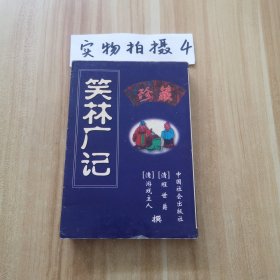 实物拍摄4
珍藏
笑林广记
[清]程世爵
[清]游戏主人
撰
中国社会出版社